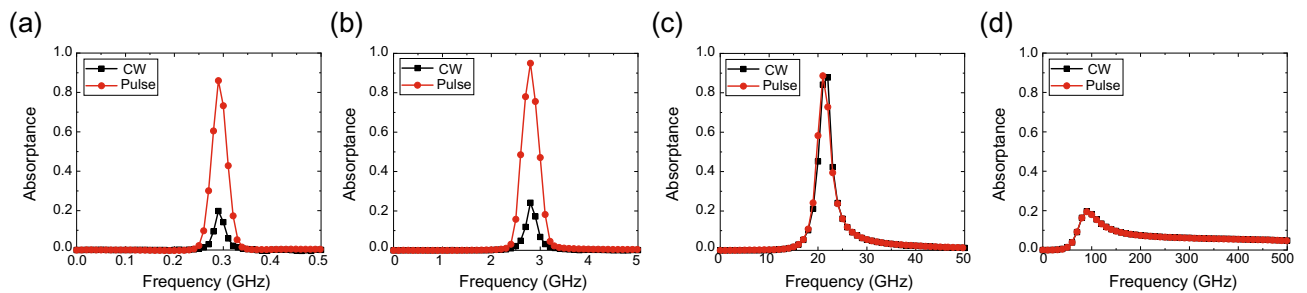 (a)
1.0
0.8
0.6
0.4
0.2
0.0
0.0 0.1 0.2 0.3 0.4 0.5
Absorptance
Frequency (GHz)
CW
Pulse
(b)
1.0
0.8
0.6
0.4
0.2
0.0
0 1 2 3 4 5
Absorptance
Frequency (GHz)
CW
Pulse
(c)
1.0
0.8
0.6
0.4
0.2
0.0
0 10 20 30 40 50
Absorptance
Frequency (GHz)
CW
Pulse
(d)
1.0
0.8
0.6
0.4
0.2
0.0
0 100 200 300 400 500
Absorptance
Frequency (GHz)
CW
Pulse